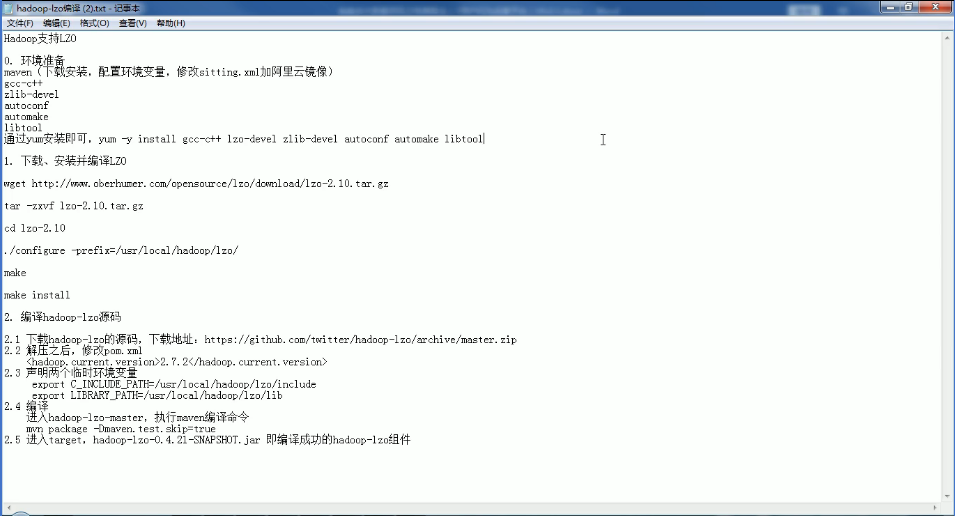 hadoop-lzo编译 (2).txt - 记事本
文件(F) 编辑(E) 格式(O) 查看(V) 帮助(H)
Hadoop支持LZO
0. 环境准备
maven（下载安装，配置环境变量，修改sitting.xml加阿里云镜像）
gcc-c++
zlib-devel
autoconf
automake
libtool
通过yum安装即可，yum -y install gcc-c++ lzo-devel zlib-devel autoconf automake libtool
1. 下载、安装并编译LZO
wget http://www.oberhumer.com/opensource/lzo/download/lzo-2.10.tar.gz
tar -zxvf lzo-2.10.tar.gz
cd lzo-2.10
./configure -prefix=/usr/local/hadoop/lzo/
make
make install
2. 编译hadoop-lzo源码
2.1 下载hadoop-lzo的源码，下载地址：https://github.com/twitter/hadoop-lzo/archive/master.zip
2.2 解压之后，修改pom.xml
<hadoop.current.version>2.7.2</hadoop.current.version>
2.3 声明两个临时环境变量
export C_INCLUDE_PATH=/usr/local/hadoop/lzo/include
export LIBRARY_PATH=/usr/local/hadoop/lzo/lib
2.4 编译
进入hadoop-lzo-master，执行maven编译命令
mvn package -Dmaven.test.skip=true
2.5 进入target，hadoop-lzo-0.4.21-SNAPSHOT.jar 即编译成功的hadoop-lzo组件